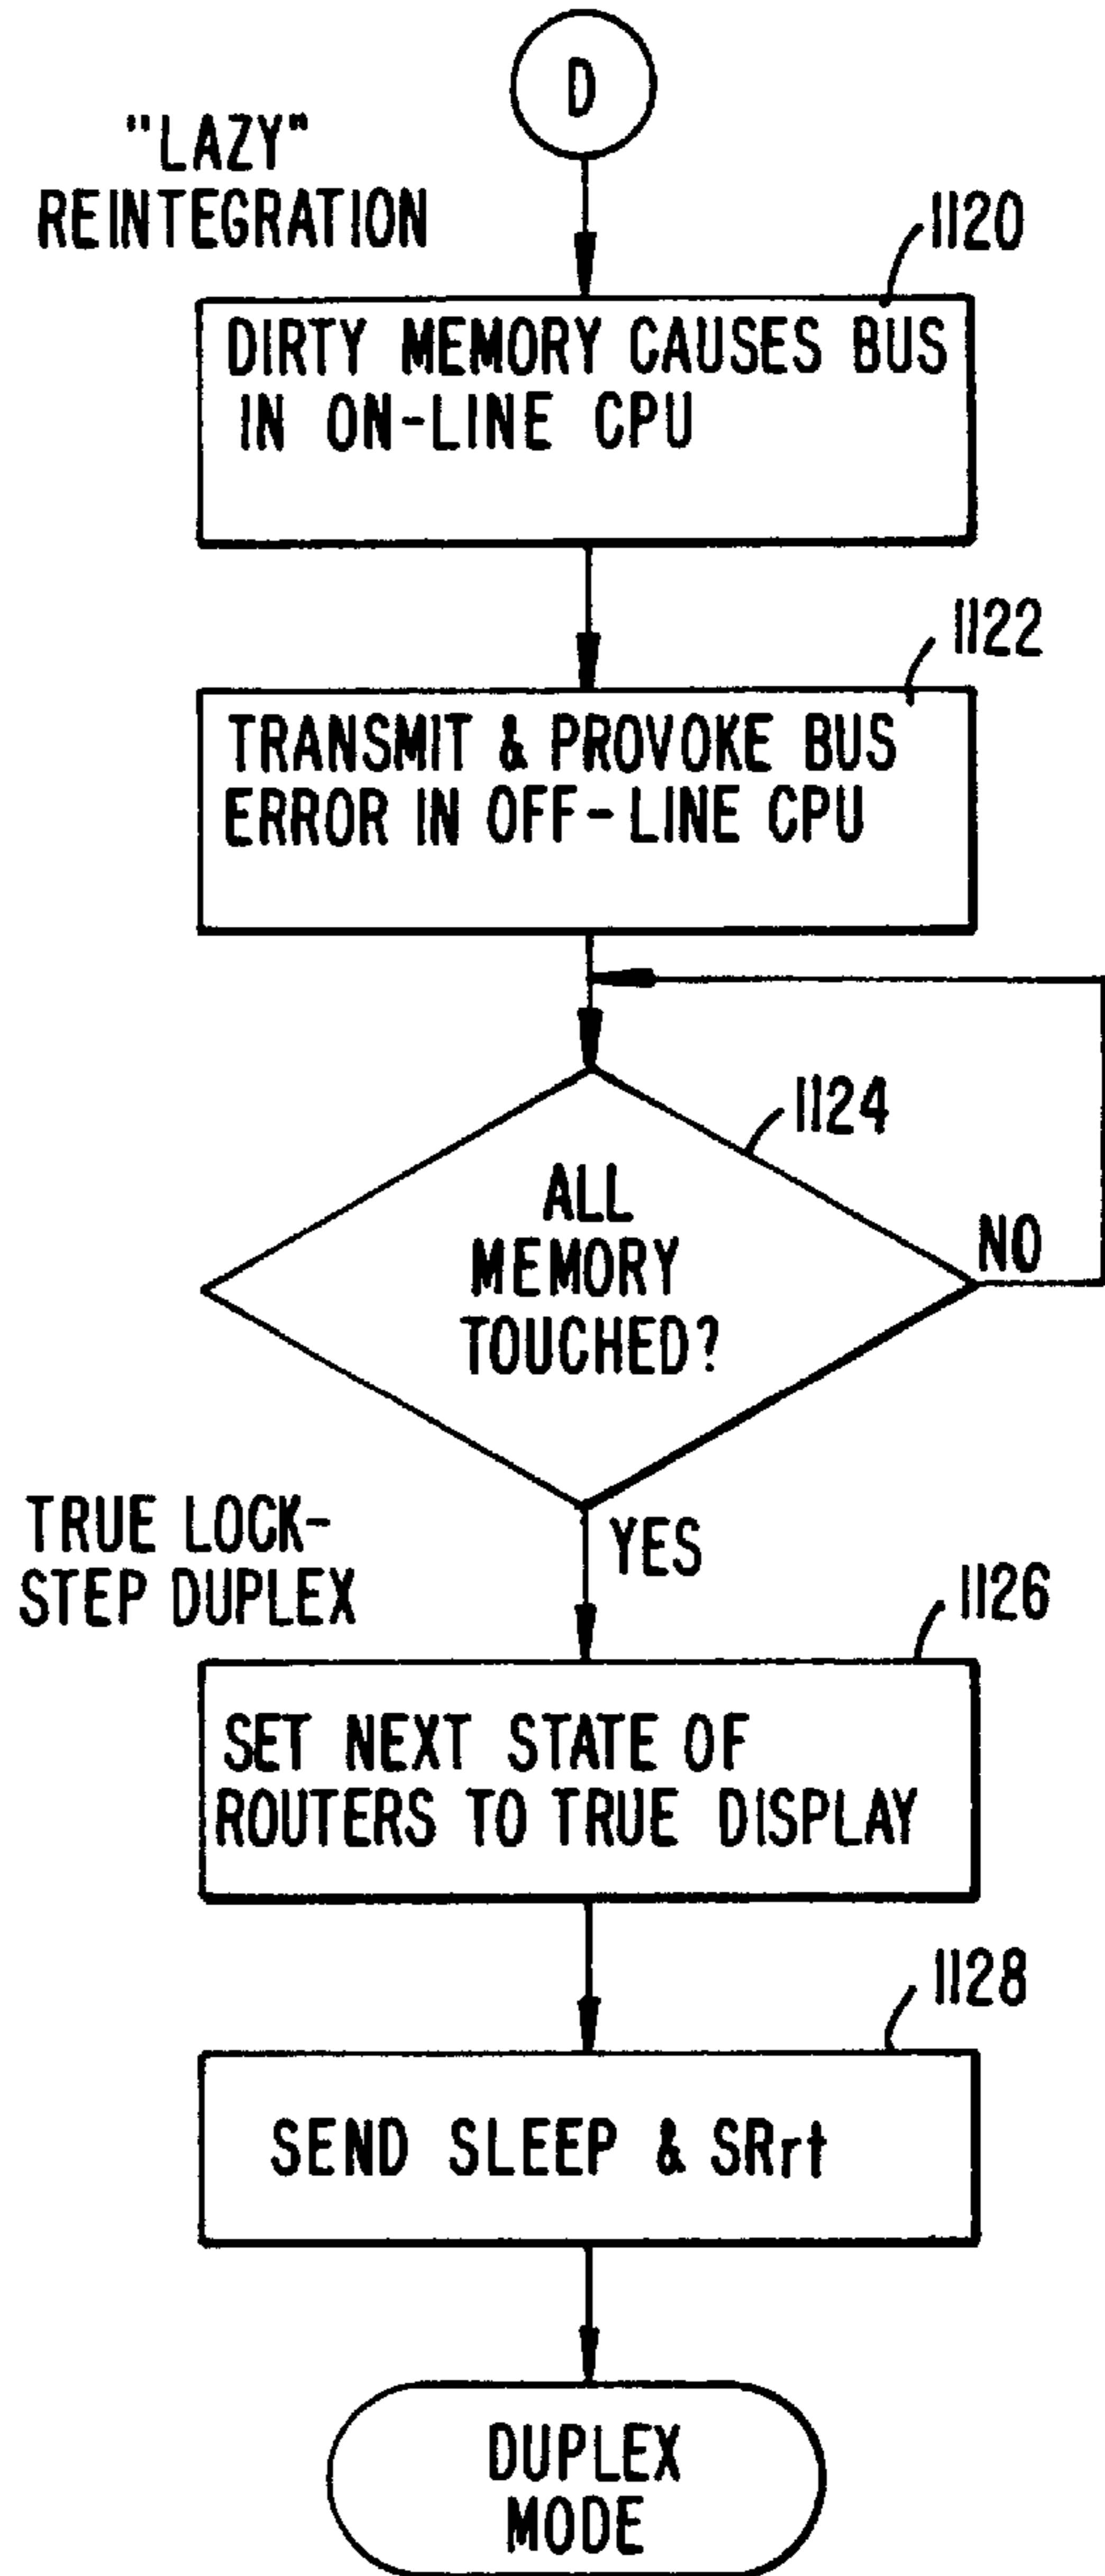 D
"LAZY"
REINTEGRATION
1120
DIRTY MEMORY CAUSES BUS
IN ON-LINE CPU
1122
TRANSMIT & PROVOKE BUS
ERROR IN OFF-LINE CPU
1124
ALL
MEMORY
TOUCHED?
NO
YES
TRUE LOCK-
STEP DUPLEX
1126
SET NEXT STATE OF
ROUTERS TO TRUE DISPLAY
1128
SEND SLEEP & SRrt
DUPLEX
MODE